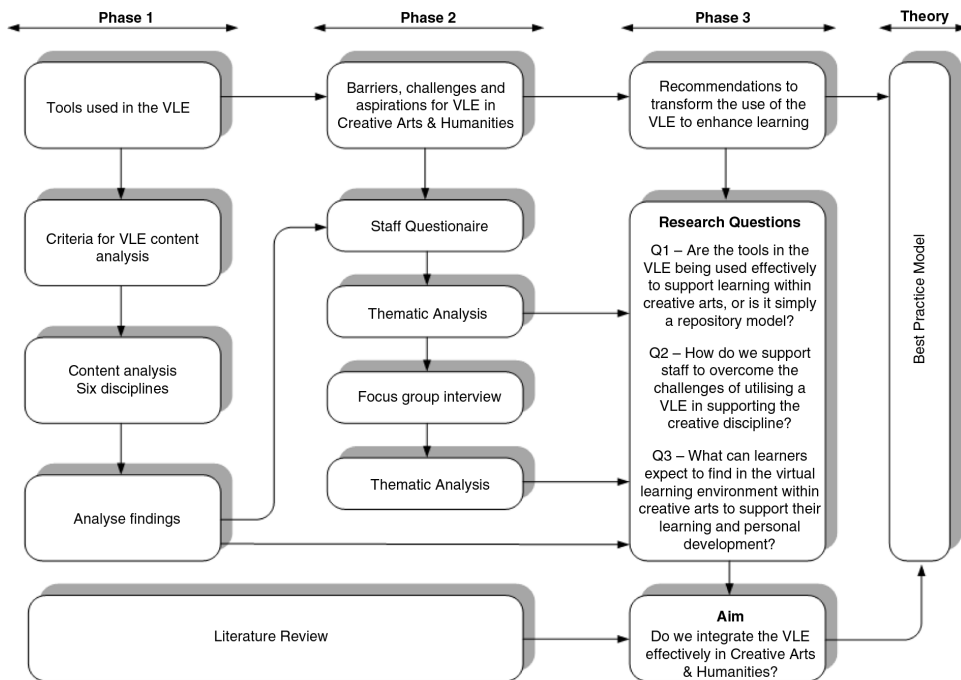 Phase 1
Phase 2
Phase 3
Theory
Tools used in the VLE
Criteria for VLE content
analysis
Content analysis
Six disciplines
Analyse findings
Barriers, challenges and
aspirations for VLE in
Creative Arts & Humanities
Staff Questionaire
Thematic Analysis
Focus group interview
Thematic Analysis
Literature Review
Recommendations to
transform the use of the
VLE to enhance learning
Research Questions
Q1 – Are the tools in the
VLE being used effectively
to support learning within
creative arts, or is it simply
a repository model?
Q2 – How do we support
staff to overcome the
challenges of utilising a
VLE in supporting the
creative discipline?
Q3 – What can learners
expect to find in the virtual
learning environment within
creative arts to support their
learning and personal
development?
Aim
Do we integrate the VLE
effectively in Creative Arts
& Humanities?
Best Practice Model